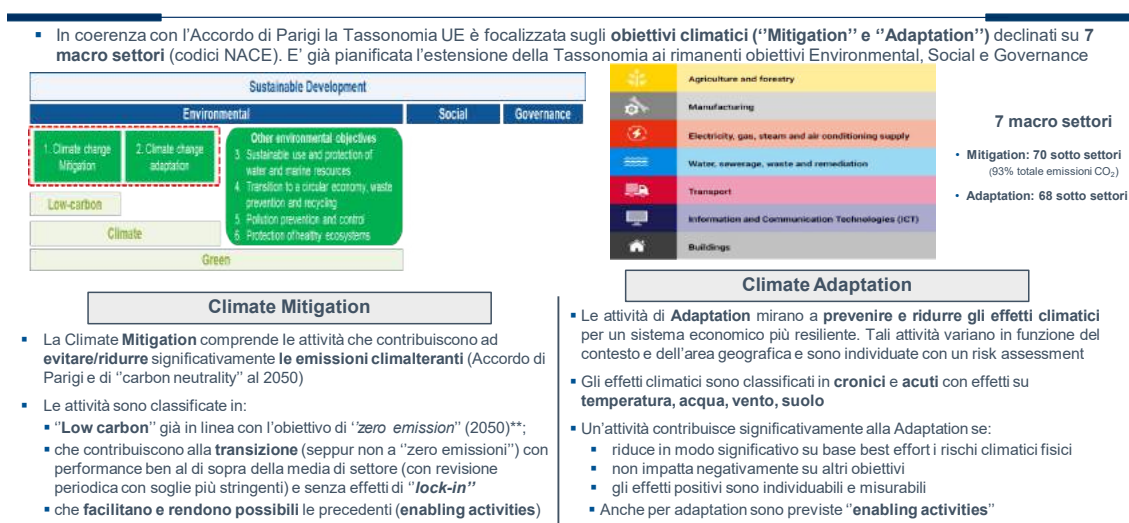 ▪ In coerenza con l'Accordo di Parigi la Tassonomia UE è focalizzata sugli obiettivi climatici (''Mitigation'' e ''Adaptation'') declinati su 7
macro settori (codici NACE). E' già pianificata l'estensione della Tassonomia ai rimanenti obiettivi Environmental, Social e Governance
Sustainable Development
Environmental
Social
Governance
1. Climate change
Mitigation
2. Climate change
adaptation
Other environmental objectives
3. Sustainable use and protection of
water and marine resources
4. Transition to a circular economy, waste
prevention and recycling
5. Pollution prevention and control
6. Protection of healthy ecosystems
Low-carbon
Climate
Green
Agriculture and forestry
Manufacturing
Electricity, gas, steam and air conditioning supply
Water, sewerage, waste and remediation
Transport
Information and Communication Technologies (ICT)
Buildings
7 macro settori
• Mitigation: 70 sotto settori
(93% totale emissioni CO₂)
• Adaptation: 68 sotto settori
Climate Mitigation
▪ La Climate Mitigation comprende le attività che contribuiscono ad
evitare/ridurre significativamente le emissioni climalteranti (Accordo di
Parigi e di ''carbon neutrality'' al 2050)
▪ Le attività sono classificate in:
▪ ''Low carbon'' già in linea con l'obiettivo di ''zero emission'' (2050)**;
▪ che contribuiscono alla transizione (seppur non a ''zero emissioni'') con
performance ben al di sopra della media di settore (con revisione
periodica con soglie più stringenti) e senza effetti di ''lock-in''
▪ che facilitano e rendono possibili le precedenti (enabling activities)
Climate Adaptation
▪ Le attività di Adaptation mirano a prevenire e ridurre gli effetti climatici
per un sistema economico più resiliente. Tali attività variano in funzione del
contesto e dell'area geografica e sono individuate con un risk assessment
▪ Gli effetti climatici sono classificati in cronici e acuti con effetti su
temperatura, acqua, vento, suolo
▪ Un'attività contribuisce significativamente alla Adaptation se:
▪ riduce in modo significativo su base best effort i rischi climatici fisici
▪ non impatta negativamente su altri obiettivi
▪ gli effetti positivi sono individuabili e misurabili
▪ Anche per adaptation sono previste ''enabling activities''